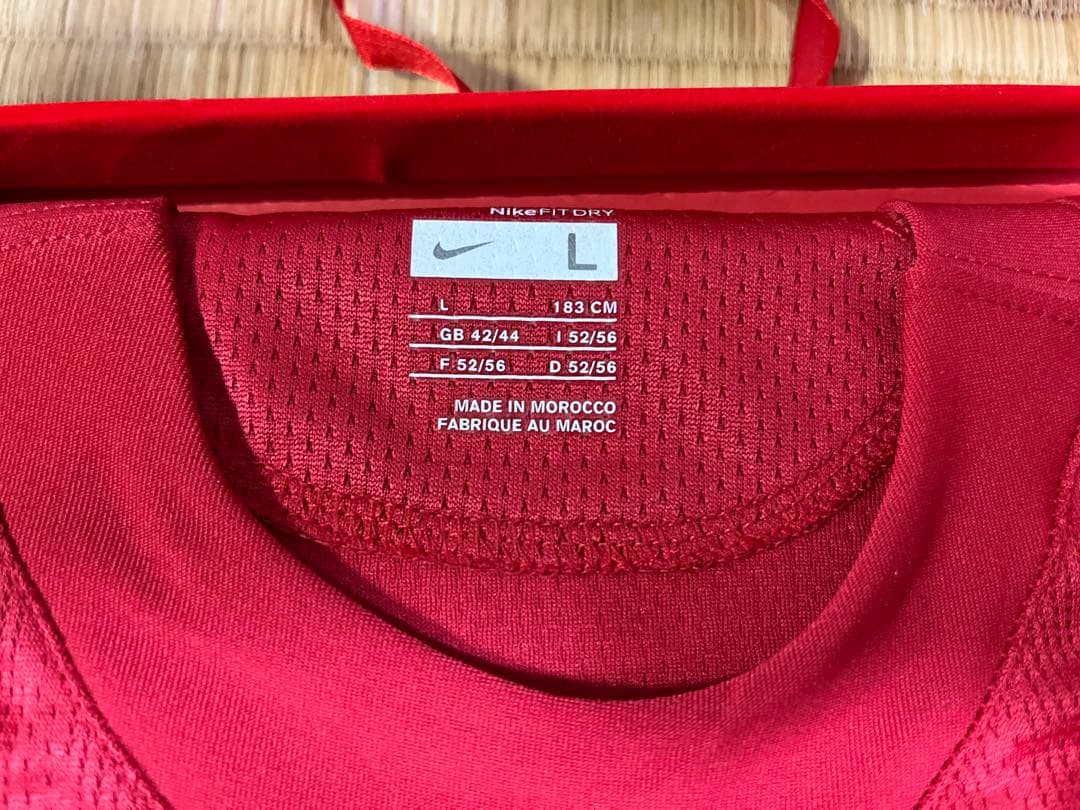 NikeFIT DRY
L
L 183 CM
GB 42/44 I 52/56
F 52/56 D 52/56
MADE IN MOROCCO
FABRIQUE AU MAROC